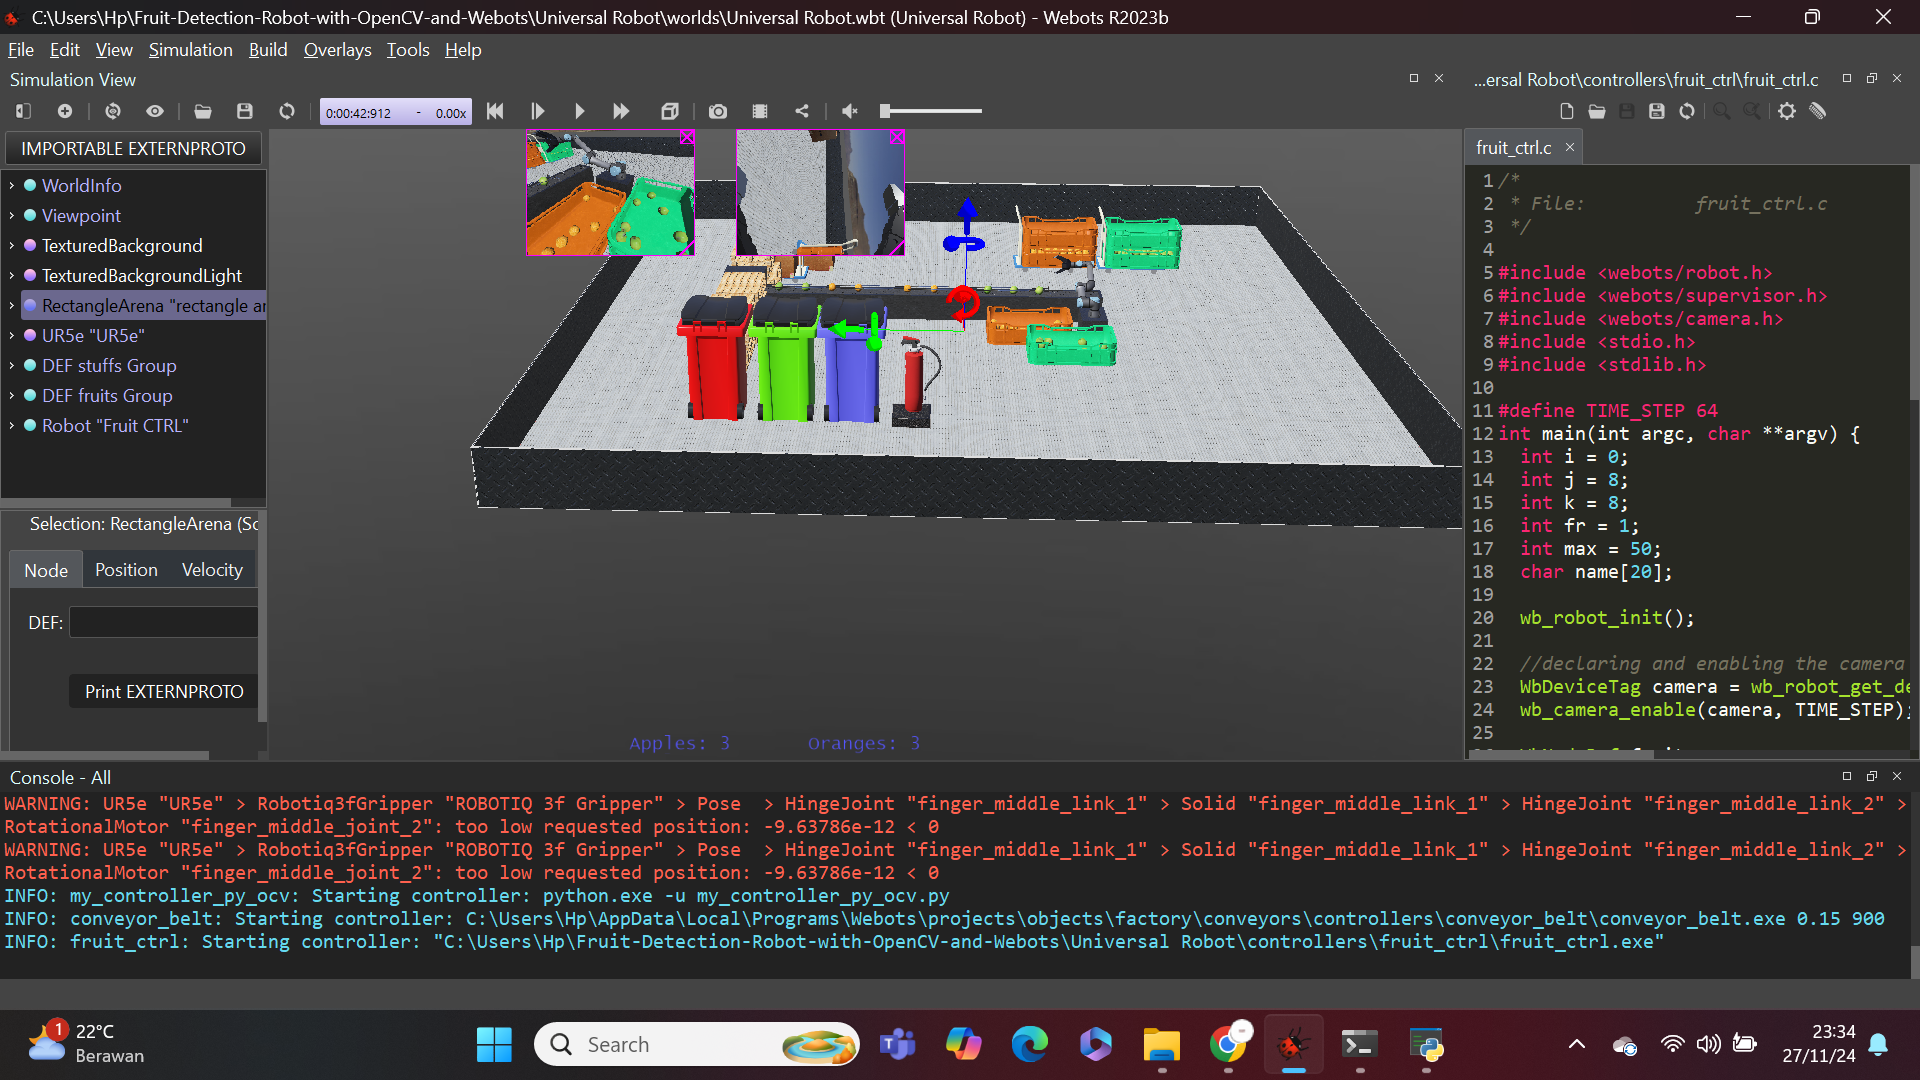 C:\Users\Hp\Fruit-Detection-Robot-with-OpenCV-and-Webots\Universal Robot\worlds\Universal Robot.wbt (Universal Robot) - Webots R2023b
File Edit View Simulation Build Overlays Tools Help
Simulation View
...ersal Robot\controllers\fruit_ctrl\fruit_ctrl.c
0:00:42:912 - 0.00x
IMPORTABLE EXTERNPROTO
WorldInfo
Viewpoint
TexturedBackground
TexturedBackgroundLight
RectangleArena "rectangle ar
UR5e "UR5e"
DEF stuffs Group
DEF fruits Group
Robot "Fruit CTRL"
Selection: RectangleArena (Sc
Node Position Velocity
DEF:
Print EXTERNPROTO
Apples: 3 Oranges: 3
fruit_ctrl.c
1 /*
2 * File: fruit_ctrl.c
3 */
4
5 #include <webots/robot.h>
6 #include <webots/supervisor.h>
7 #include <webots/camera.h>
8 #include <stdio.h>
9 #include <stdlib.h>
10
11 #define TIME_STEP 64
12 int main(int argc, char **argv) {
13 int i = 0;
14 int j = 8;
15 int k = 8;
16 int fr = 1;
17 int max = 50;
18 char name[20];
19
20 wb_robot_init();
21
22 //declaring and enabling the camera
23 WbDeviceTag camera = wb_robot_get_de
24 wb_camera_enable(camera, TIME_STEP);
25
Console - All
WARNING: UR5e "UR5e" > Robotiq3fGripper "ROBOTIQ 3f Gripper" > Pose > HingeJoint "finger_middle_link_1" > Solid "finger_middle_link_1" > HingeJoint "finger_middle_link_2" >
RotationalMotor "finger_middle_joint_2": too low requested position: -9.63786e-12 < 0
WARNING: UR5e "UR5e" > Robotiq3fGripper "ROBOTIQ 3f Gripper" > Pose > HingeJoint "finger_middle_link_1" > Solid "finger_middle_link_1" > HingeJoint "finger_middle_link_2" >
RotationalMotor "finger_middle_joint_2": too low requested position: -9.63786e-12 < 0
INFO: my_controller_py_ocv: Starting controller: python.exe -u my_controller_py_ocv.py
INFO: conveyor_belt: Starting controller: C:\Users\Hp\AppData\Local\Programs\Webots\projects\objects\factory\conveyors\controllers\conveyor_belt\conveyor_belt.exe 0.15 900
INFO: fruit_ctrl: Starting controller: "C:\Users\Hp\Fruit-Detection-Robot-with-OpenCV-and-Webots\Universal Robot\controllers\fruit_ctrl\fruit_ctrl.exe"
1
22°C
Berawan
Search
23:34
27/11/24